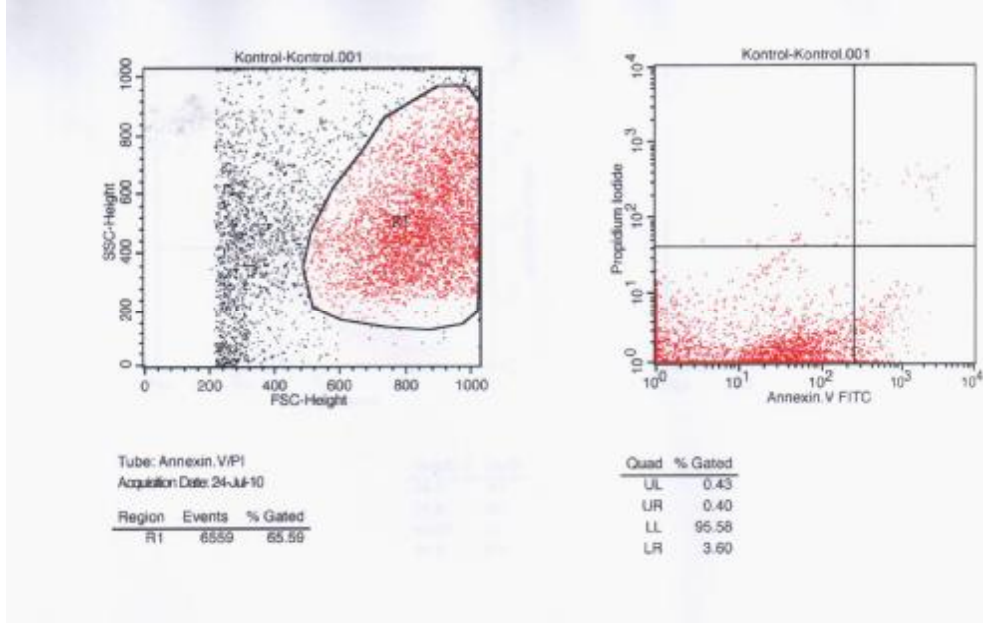 Kontrol-Kontrol.001
SSC-Height
1000
800
600
400
200
0
R1
0 200 400 600 800 1000
FSC-Height
Kontrol-Kontrol.001
Propidium Iodide
10^4
10^3
10^2
10^1
10^0
10^0 10^1 10^2 10^3 10^4
Annexin.V FITC
Tube: Annexin.V/PI
Acquisition Date: 24-Jul-10
Region Events % Gated
R1 6559 65.59
Quad % Gated
UL 0.43
UR 0.40
LL 95.58
LR 3.60